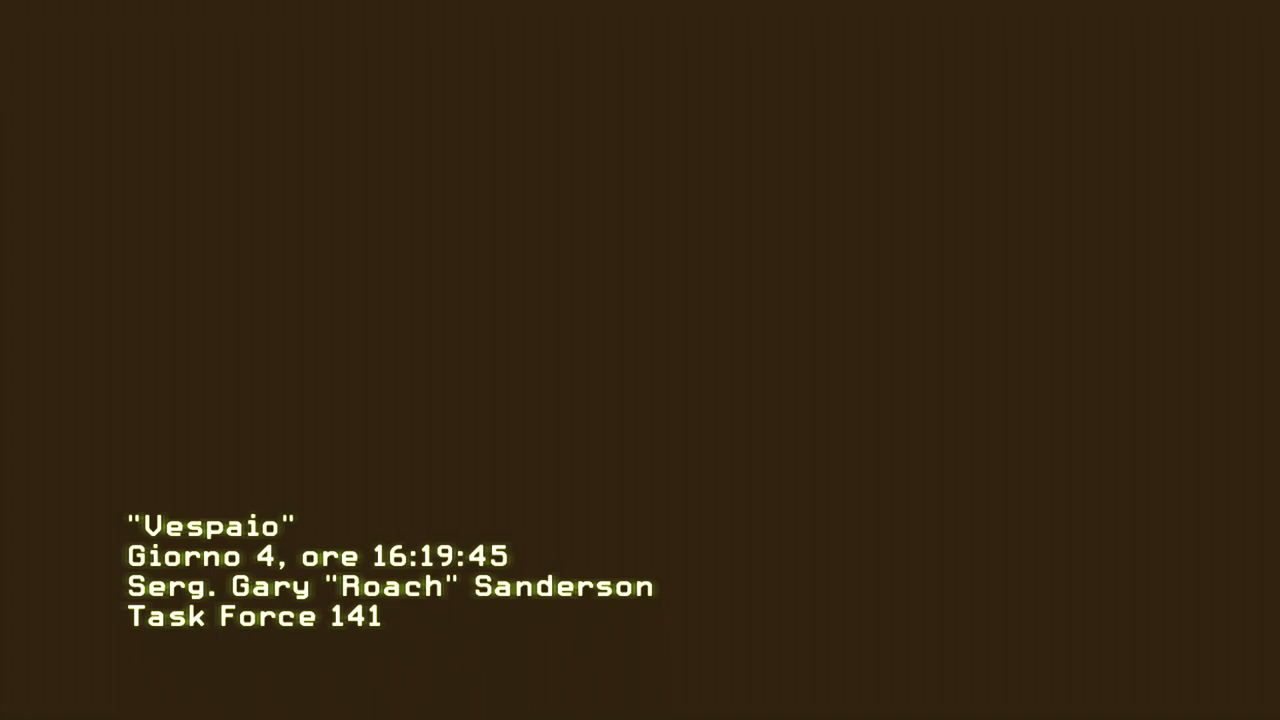 "Vespaio"
Giorno 4, ore 16:19:45
Serg. Gary "Roach" Sanderson
Task Force 141